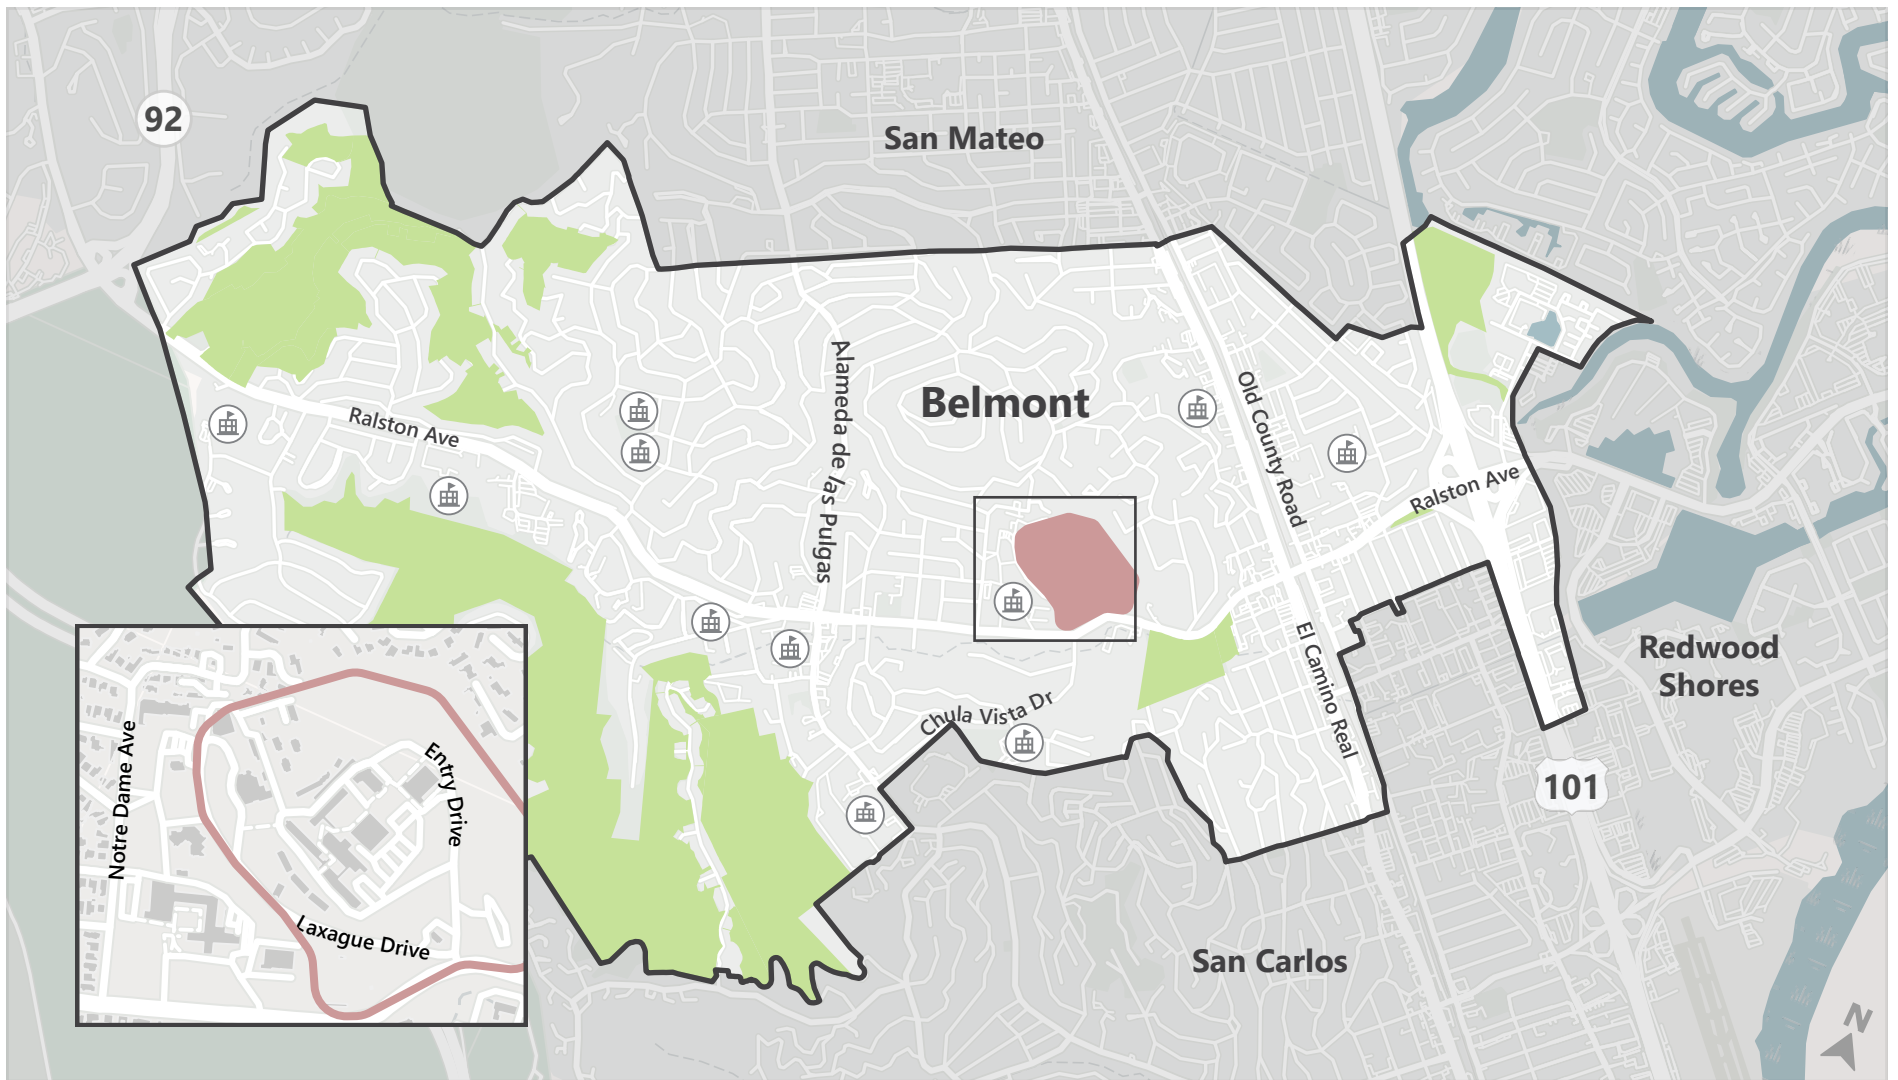 92
San Mateo
Belmont
Ralston Ave
Alameda de las Pulgas
Old County Road
Ralston Ave
El Camino Real
Chula Vista Dr
Redwood
Shores
101
San Carlos
Notre Dame Ave
Entry Drive
Laxague Drive
N